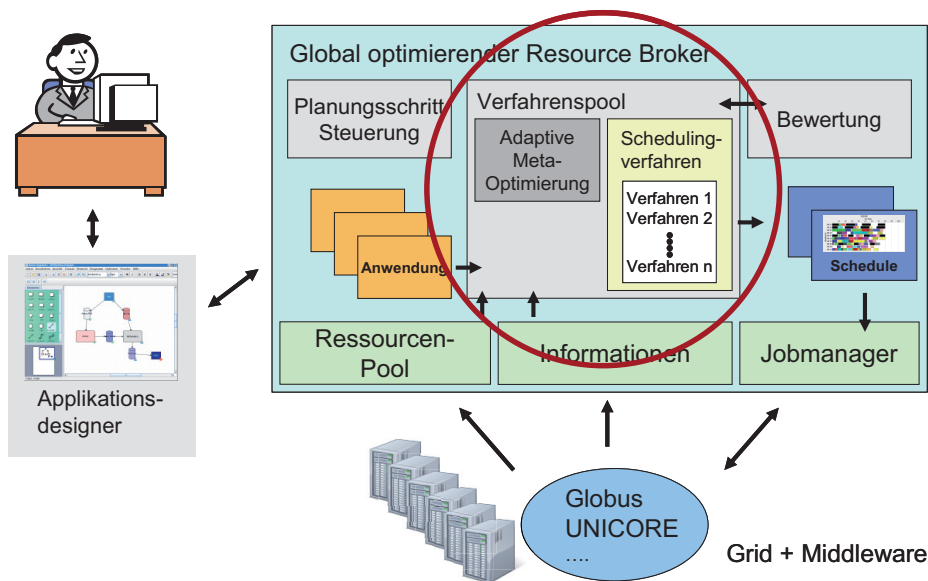 Global optimierender Resource Broker
Planungsschritt
Steuerung
Verfahrenspool
Adaptive
Meta-
Optimierung
Scheduling-
verfahren
Verfahren 1
Verfahren 2
Verfahren n
Bewertung
Anwendung
Schedule
Ressourcen-
Pool
Informationen
Jobmanager
Applikations-
designer
Globus
UNICORE
....
Grid + Middleware